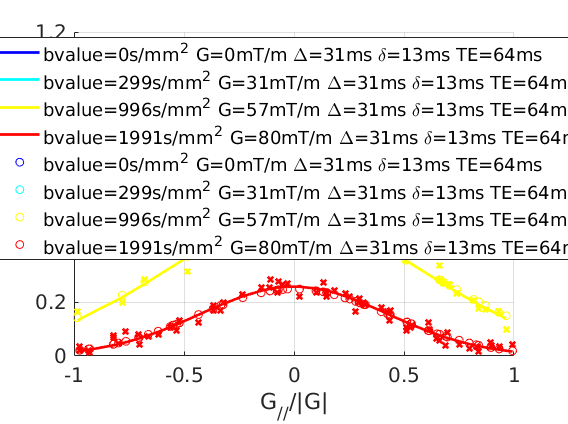 1.2
bvalue=0s/mm² G=0mT/m Δ=31ms δ=13ms TE=64ms
bvalue=299s/mm² G=31mT/m Δ=31ms δ=13ms TE=64m
bvalue=996s/mm² G=57mT/m Δ=31ms δ=13ms TE=64m
bvalue=1991s/mm² G=80mT/m Δ=31ms δ=13ms TE=64m
bvalue=0s/mm² G=0mT/m Δ=31ms δ=13ms TE=64ms
bvalue=299s/mm² G=31mT/m Δ=31ms δ=13ms TE=64m
bvalue=996s/mm² G=57mT/m Δ=31ms δ=13ms TE=64m
bvalue=1991s/mm² G=80mT/m Δ=31ms δ=13ms TE=64m
0.2
0
-1 -0.5 0 0.5 1
G//​/|G|